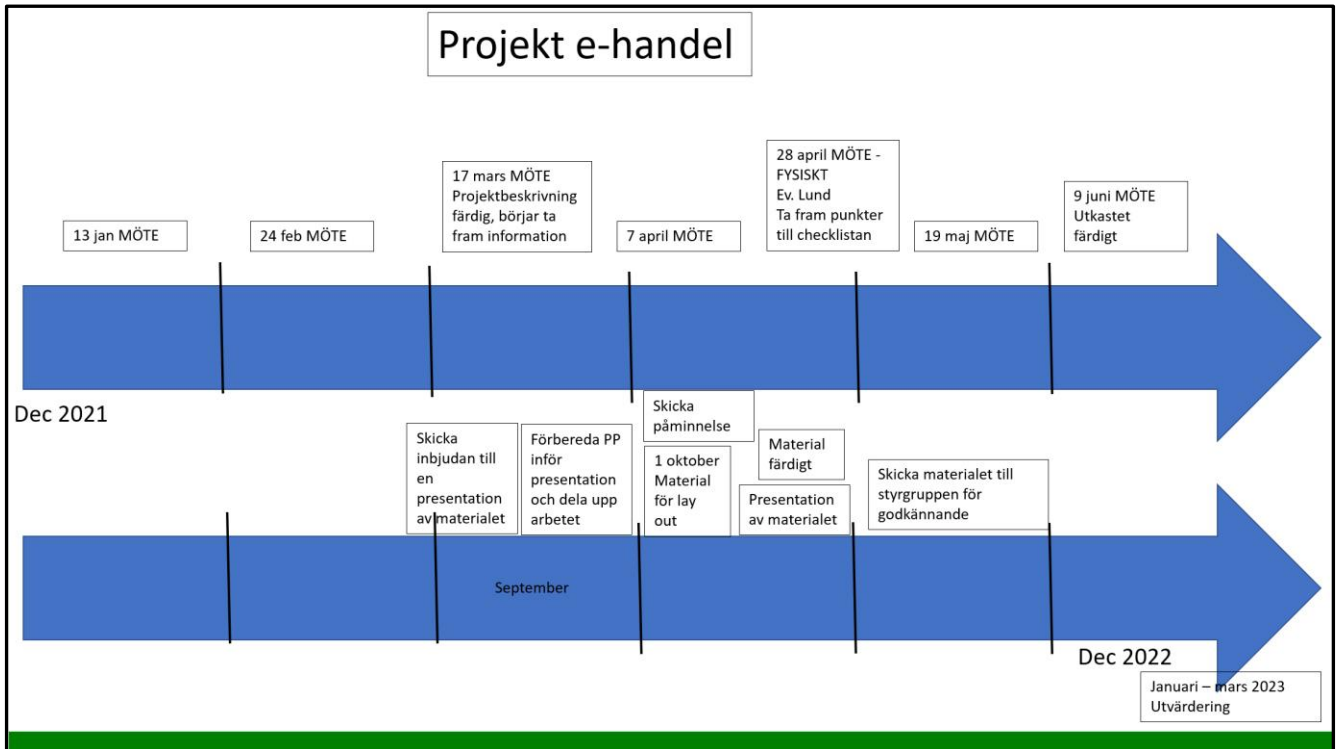 Projekt e-handel
13 jan MÖTE
24 feb MÖTE
17 mars MÖTE
Projektbeskrivning
färdig, börjar ta
fram information
7 april MÖTE
28 april MÖTE -
FYSISKT
Ev. Lund
Ta fram punkter
till checklistan
19 maj MÖTE
9 juni MÖTE
Utkastet
färdigt
Dec 2021
Skicka
inbjudan till
en
presentation
av materialet
Förbereda PP
inför
presentation
och dela upp
arbetet
Skicka
påminnelse
1 oktober
Material
för lay
out
Material
färdigt
Presentation
av materialet
Skicka materialet till
styrgruppen för
godkännande
September
Dec 2022
Januari – mars 2023
Utvärdering